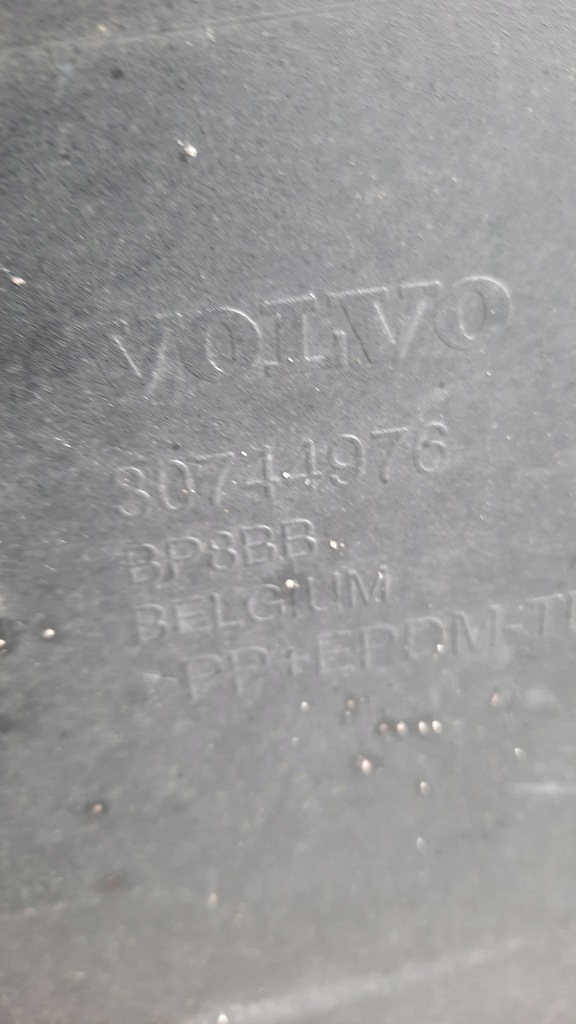 VOLVO
30744976
BP8BB
BELGIUM
>PP+EPDM-T